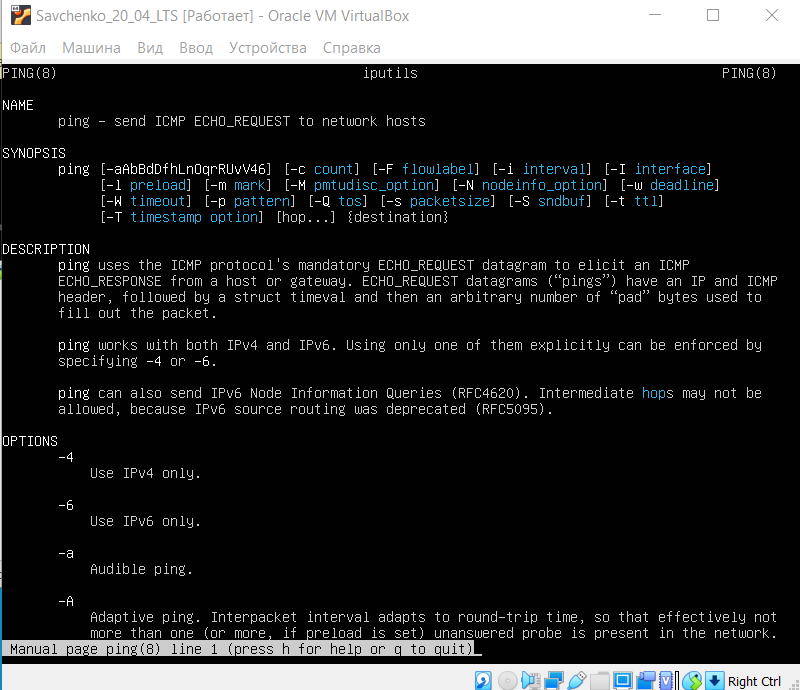 Savchenko_20_04_LTS [Работает] - Oracle VM VirtualBox
Файл Машина Вид Ввод Устройства Справка
PING(8) iputils PING(8)
NAME
ping - send ICMP ECHO_REQUEST to network hosts
SYNOPSIS
ping [-aAbBdDfhLnOqrRUvV46] [-c count] [-F flowlabel] [-i interval] [-I interface]
[-l preload] [-m mark] [-M pmtudisc_option] [-N nodeinfo_option] [-w deadline]
[-W timeout] [-p pattern] [-Q tos] [-s packetsize] [-S sndbuf] [-t ttl]
[-T timestamp option] [hop...] {destination}
DESCRIPTION
ping uses the ICMP protocol's mandatory ECHO_REQUEST datagram to elicit an ICMP
ECHO_RESPONSE from a host or gateway. ECHO_REQUEST datagrams (“pings”) have an IP and ICMP
header, followed by a struct timeval and then an arbitrary number of “pad” bytes used to
fill out the packet.
ping works with both IPv4 and IPv6. Using only one of them explicitly can be enforced by
specifying -4 or -6.
ping can also send IPv6 Node Information Queries (RFC4620). Intermediate hops may not be
allowed, because IPv6 source routing was deprecated (RFC5095).
OPTIONS
-4
Use IPv4 only.
-6
Use IPv6 only.
-a
Audible ping.
-A
Adaptive ping. Interpacket interval adapts to round-trip time, so that effectively not
more than one (or more, if preload is set) unanswered probe is present in the network.
Manual page ping(8) line 1 (press h for help or q to quit)
Right Ctrl